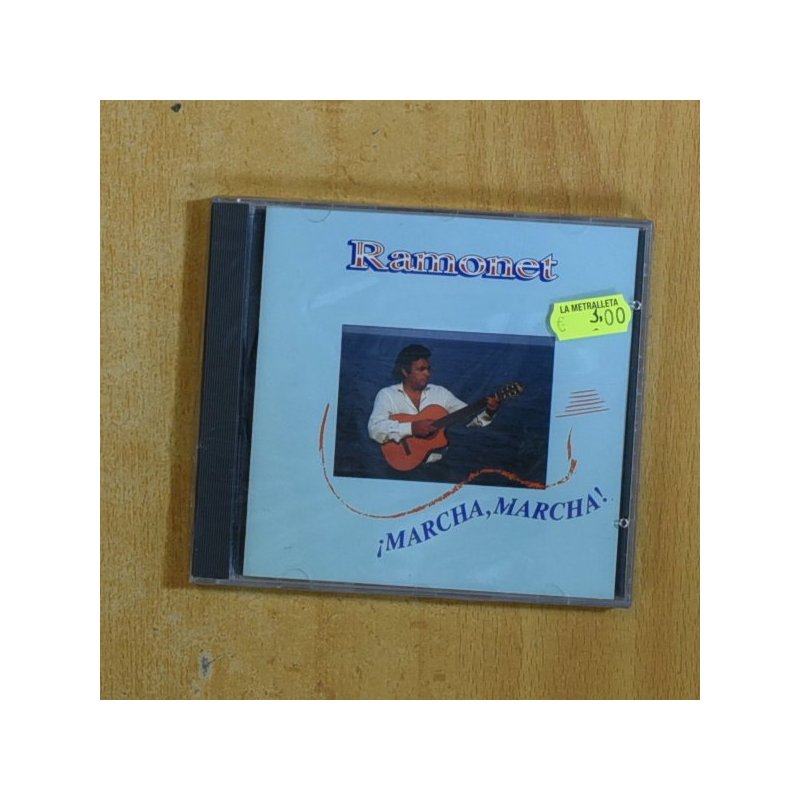 Ramonet
LA METRALLETA
€ 3,00
¡MARCHA, MARCHA!